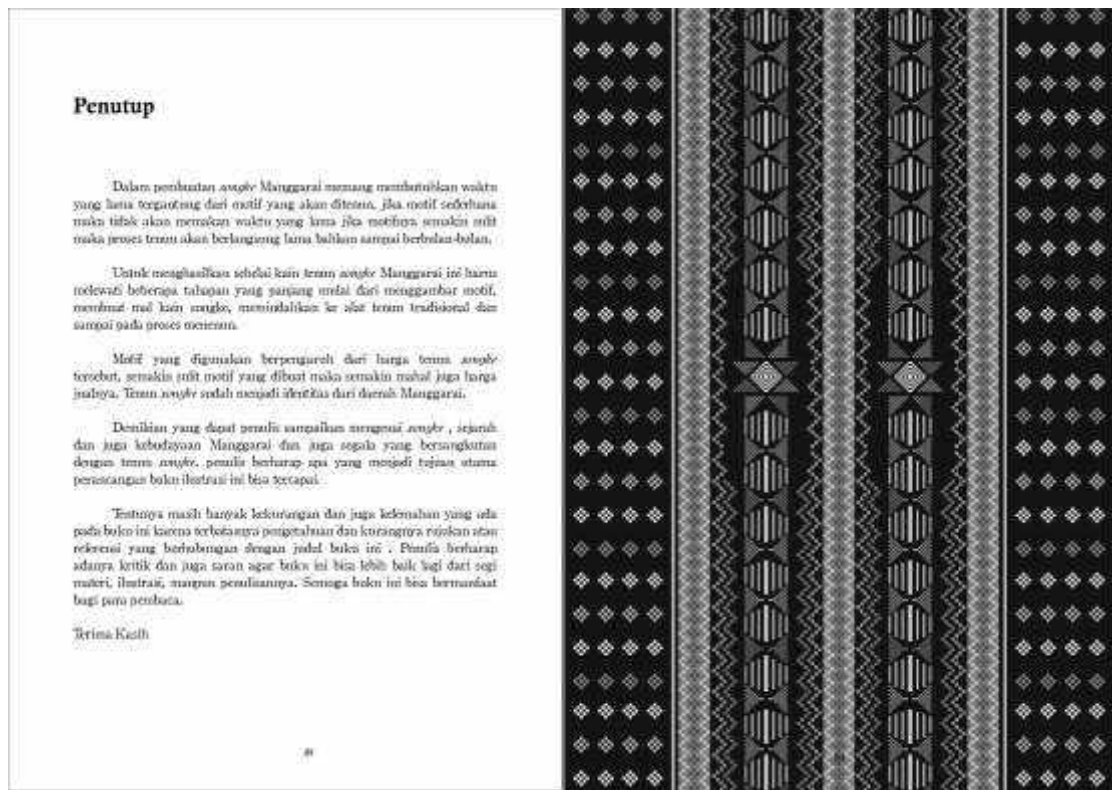 Penutup
Dalam pembuatan songke Manggarai memang membutuhkan waktu
yang lama tergantung dari motif yang akan ditenun, jika motif sederhana
maka tidak akan memakan waktu yang lama jika motifnya semakin sulit
maka proses tenun akan berlangsung lama bahkan sampai berbulan-bulan.
Untuk menghasilkan sehelai kain tenun songke Manggarai ini harus
melewati beberapa tahapan yang panjang mulai dari menggambar motif,
membuat mal kain songke, memindahkan ke alat tenun tradisional dan
sampai pada proses menenun.
Motif yang digunakan berpengaruh dari harga tenun songke
tersebut, semakin sulit motif yang dibuat maka semakin mahal juga harga
jualnya. Tenun songke sudah menjadi identitas dari daerah Manggarai.
Demikian yang dapat penulis sampaikan mengenai songke , sejarah
dan juga kebudayaan Manggarai dan juga segala yang bersangkutan
dengan tenun songke, penulis berharap apa yang menjadi tujuan utama
perancangan buku ilustrasi ini bisa tercapai.
Tentunya masih banyak kekurangan dan juga kelemahan yang ada
pada buku ini karena terbatasnya pengetahuan dan kurangnya rujukan atau
referensi yang berhubungan dengan judul buku ini . Penulis berharap
adanya kritik dan juga saran agar buku ini bisa lebih baik lagi dari segi
materi, ilustrasi, maupun penulisannya. Semoga buku ini bisa bermanfaat
bagi para pembaca.
Terima Kasih